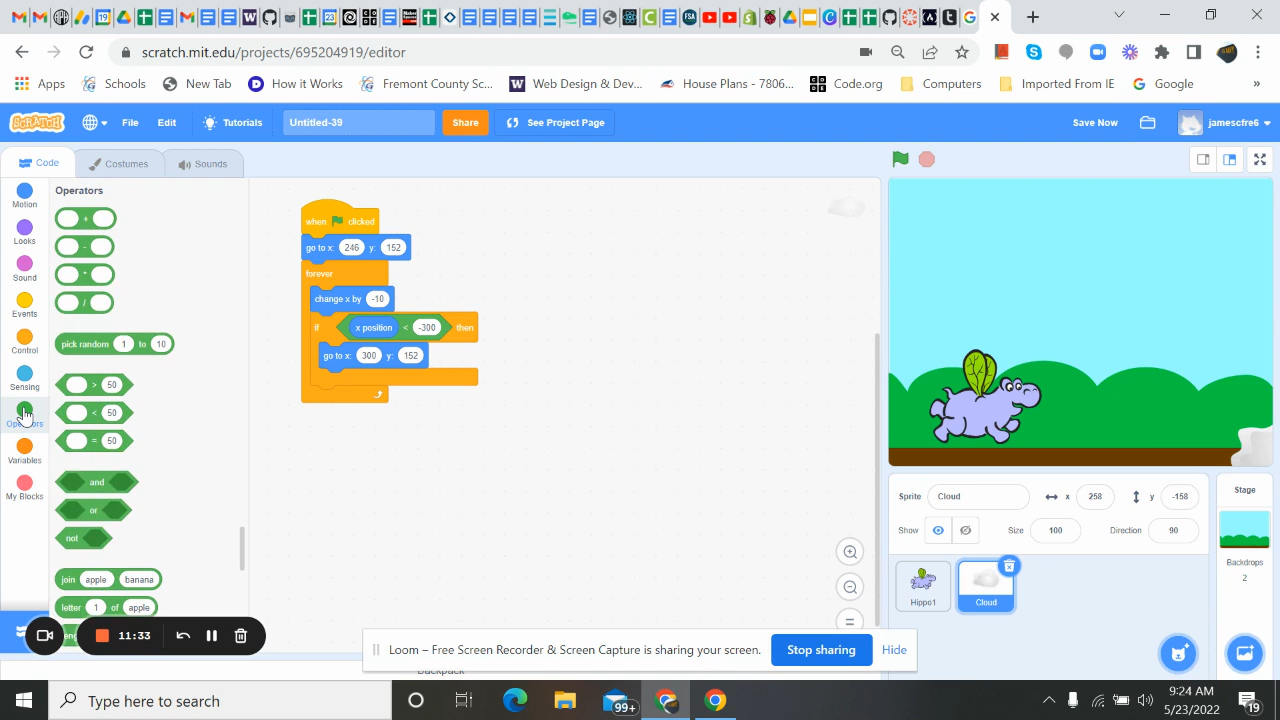 scratch.mit.edu/projects/695204919/editor
Apps Schools New Tab How it Works Fremont County Sc... Web Design & Dev... House Plans - 7806... Code.org Computers Imported From IE Google »
SCRATCH File Edit Tutorials Untitled-39 Share See Project Page Save Now jamescfre6
Code Costumes Sounds
Motion
Looks
Sound
Events
Control
Sensing
Operators
Variables
My Blocks
Operators
+
-
*
/
pick random 1 to 10
> 50
< 50
= 50
and
or
not
join apple banana
letter 1 of apple
when clicked
go to x: 246 y: 152
forever
change x by -10
if x position < -300 then
go to x: 300 y: 152
Sprite Cloud x 258 y -158
Show Size 100 Direction 90
Hippo1 Cloud
Stage
Backdrops
2
11:33
Loom – Free Screen Recorder & Screen Capture is sharing your screen. Stop sharing Hide
Backpack
Type here to search
99+
9:24 AM
5/23/2022
19